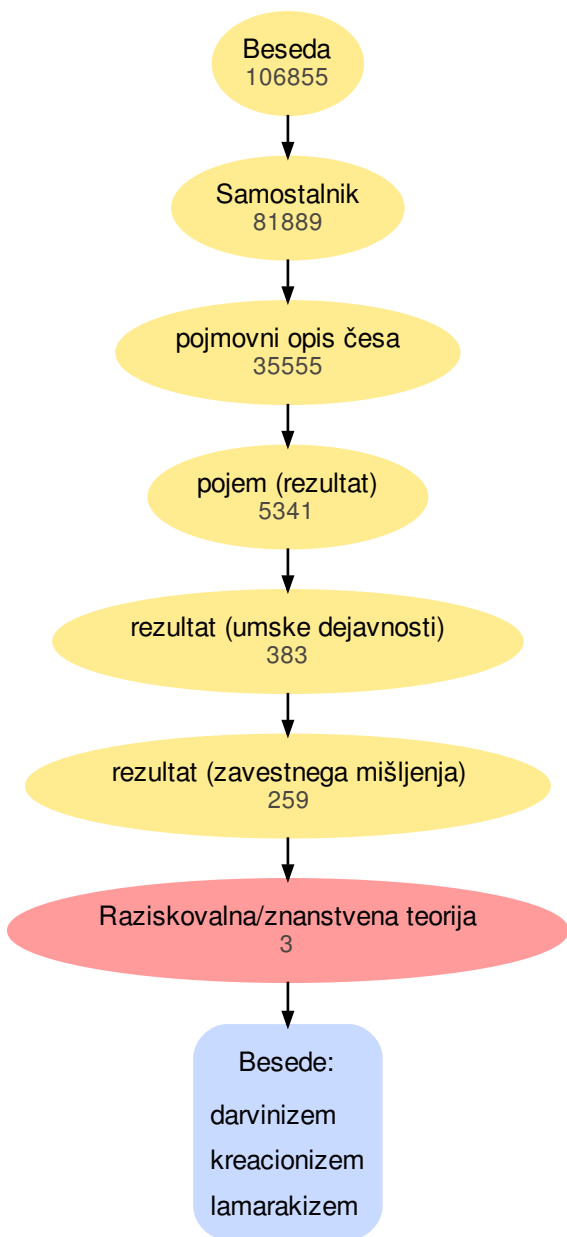 Beseda
106855
Samostalnik
81889
pojmovni opis česa
35555
pojem (rezultat)
5341
rezultat (umske dejavnosti)
383
rezultat (zavestnega mišljenja)
259
Raziskovalna/znanstvena teorija
3
Besede:
darvinizem
kreacionizem
lamarakizem